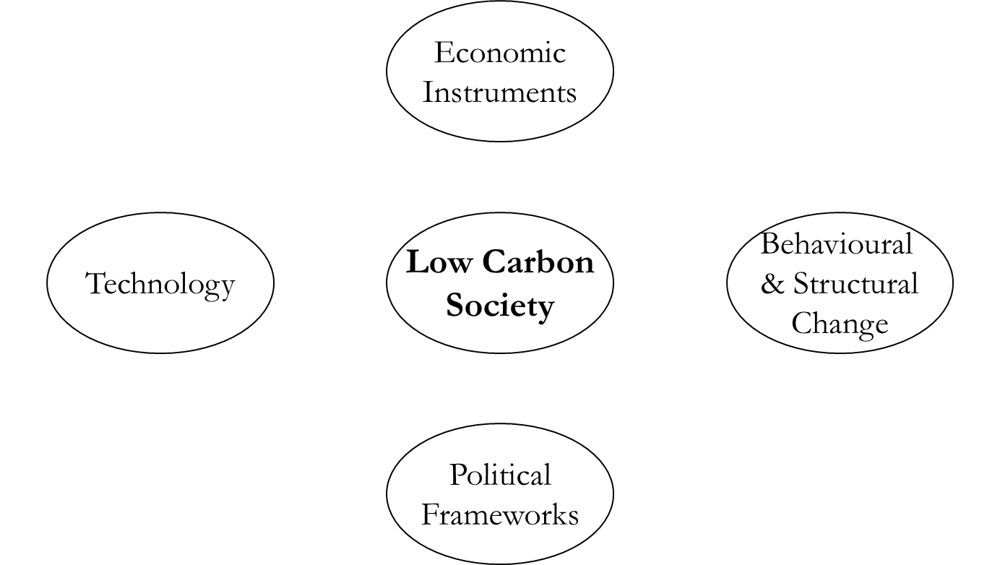 Economic
Instruments
Technology
Low Carbon
Society
Behavioural
& Structural
Change
Political
Frameworks